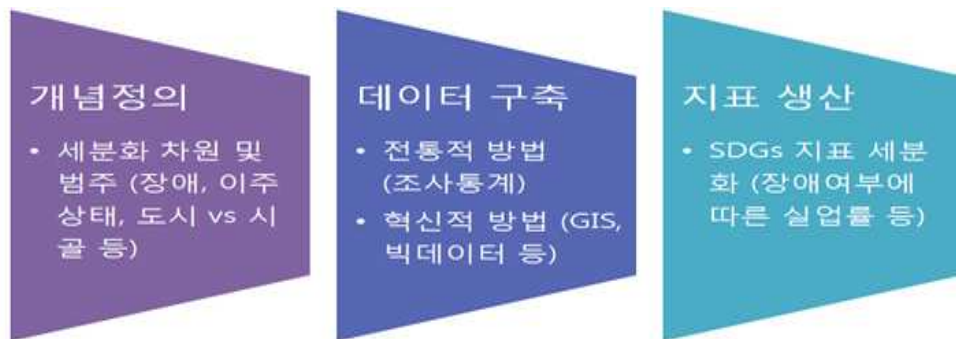 개념정의
• 세분화 차원 및
범주 (장애, 이주
상태, 도시 vs 시
골 등)
데이터 구축
• 전통적 방법
(조사통계)
• 혁신적 방법 (GIS,
빅데이터 등)
지표 생산
• SDGs 지표 세분
화 (장애여부에
따른 실업률 등)